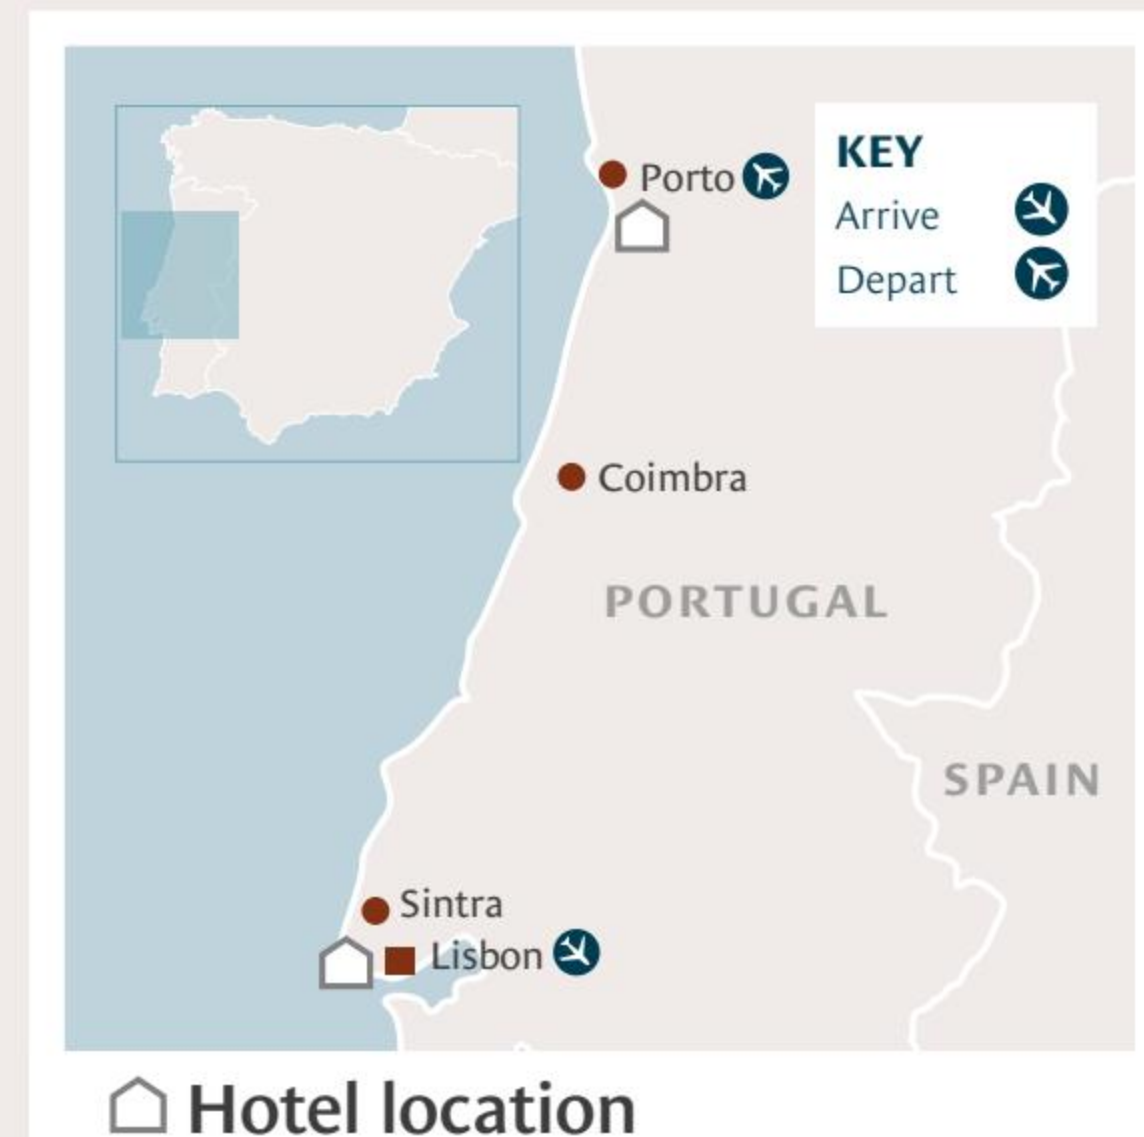 KEY
Arrive
Depart
Porto
Coimbra
PORTUGAL
SPAIN
Sintra
Lisbon
Hotel location